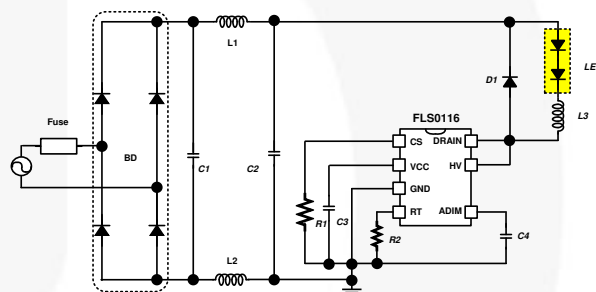 L1
LE
D1
L3
Fuse
FLS0116
CS
DRAIN
BD
C1
C2
VCC
HV
GND
RT
ADIM
R1
C3
R2
C4
L2